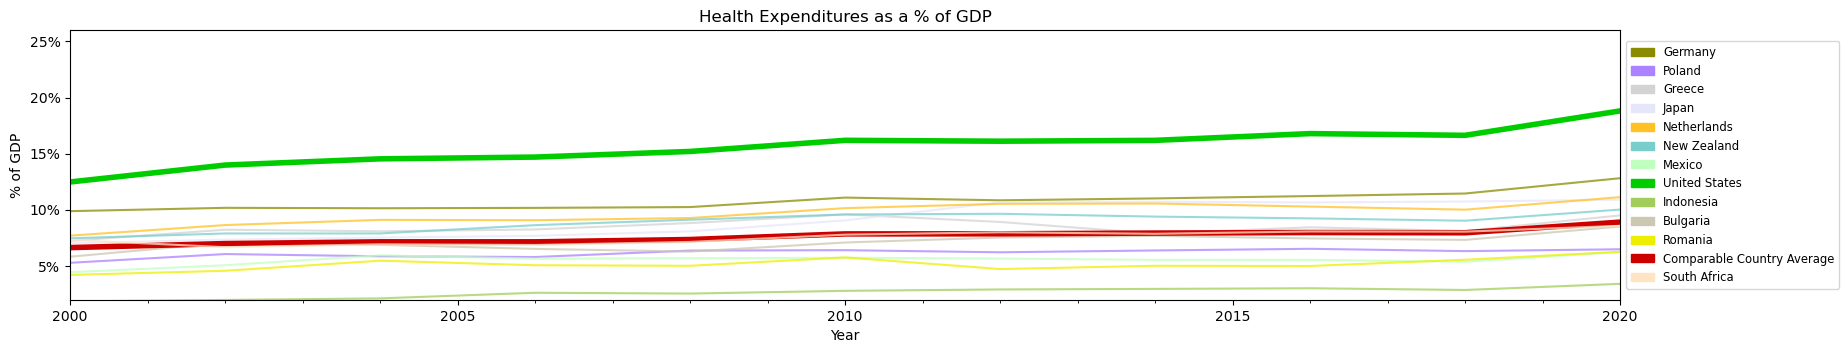 Health Expenditures as a % of GDP
% of GDP
25%
20%
15%
10%
5%
2000
2005
2010
2015
2020
Year
Germany
Poland
Greece
Japan
Netherlands
New Zealand
Mexico
United States
Indonesia
Bulgaria
Romania
Comparable Country Average
South Africa